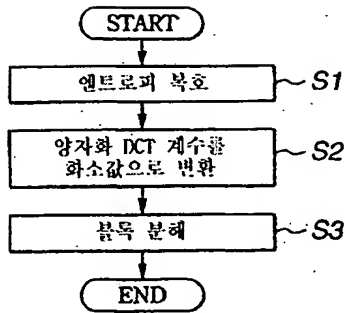 START
엔트로피 복호
S1
양자화 DCT 계수를
화소값으로 변환
S2
블록 분해
S3
END